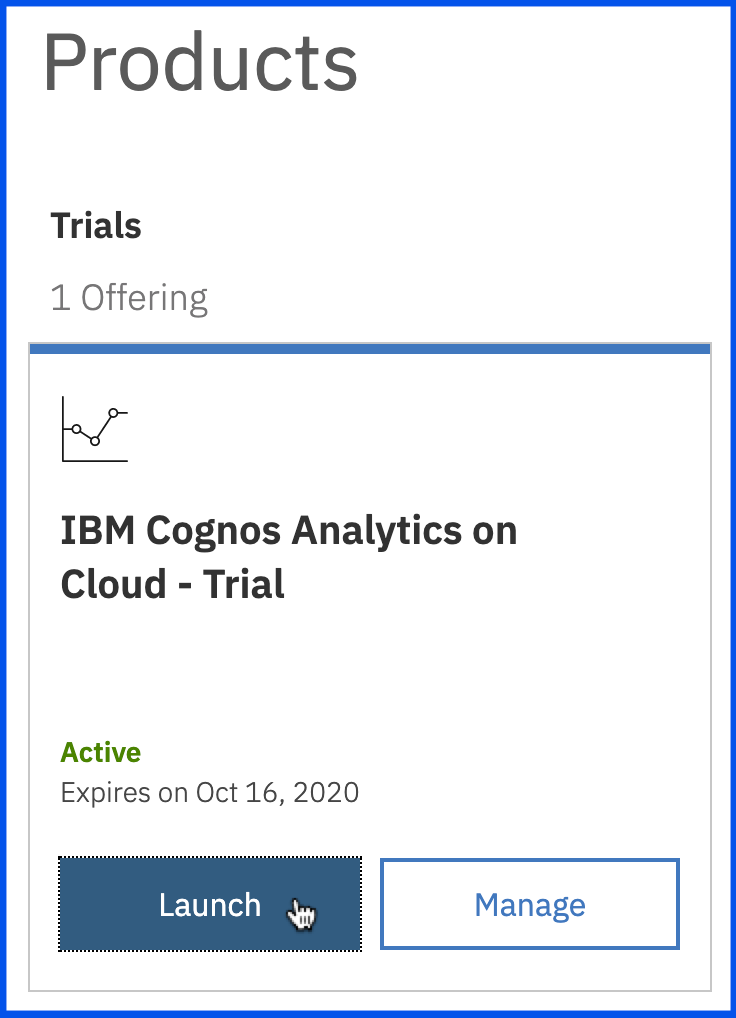 Products
Trials
1 Offering
IBM Cognos Analytics on
Cloud - Trial
Active
Expires on Oct 16, 2020
Launch
Manage